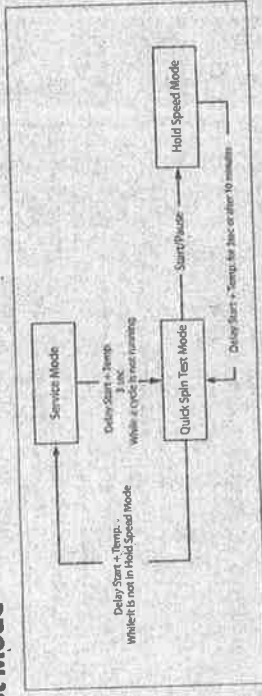 t Mode
Service Mode
Delay Start + Temp.
3 sec
While a cycle is not running
Delay Start + Temp. -
While it is not in Hold Speed Mode
Quick Spin Test Mode
Start/Pause
Hold Speed Mode
Delay Start + Temp. for 3sec or after 10 minutes